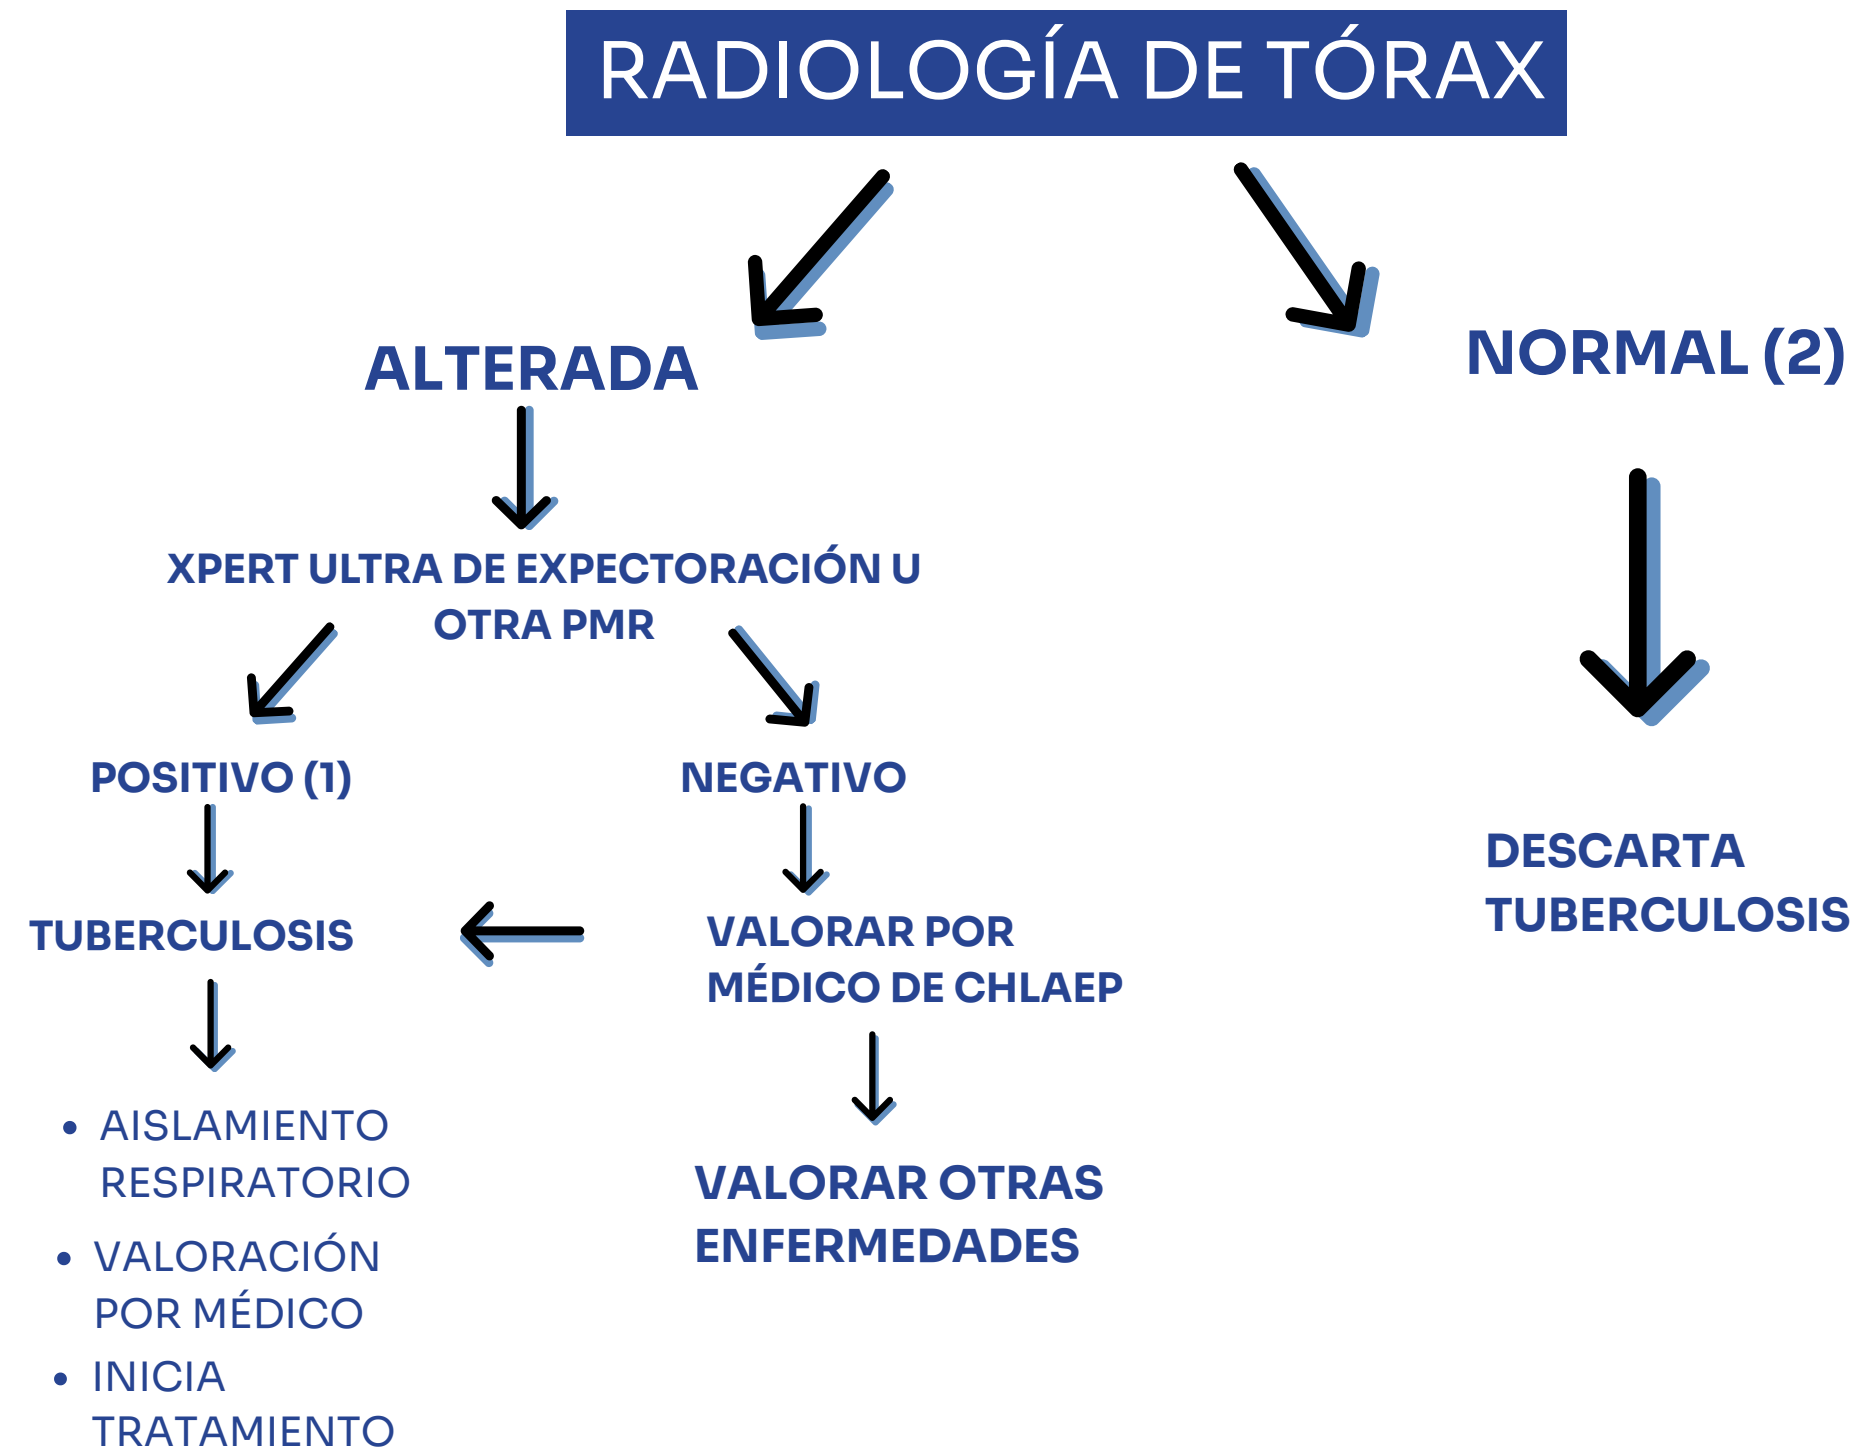 RADIOLOGÍA DE TÓRAX
ALTERADA
NORMAL (2)
XPERT ULTRA DE EXPECTORACIÓN U
OTRA PMR
POSITIVO (1)
NEGATIVO
TUBERCULOSIS
VALORAR POR
MÉDICO DE CHLAEP
DESCARTA
TUBERCULOSIS
• AISLAMIENTO
RESPIRATORIO
• VALORACIÓN
POR MÉDICO
• INICIA
TRATAMIENTO
VALORAR OTRAS
ENFERMEDADES